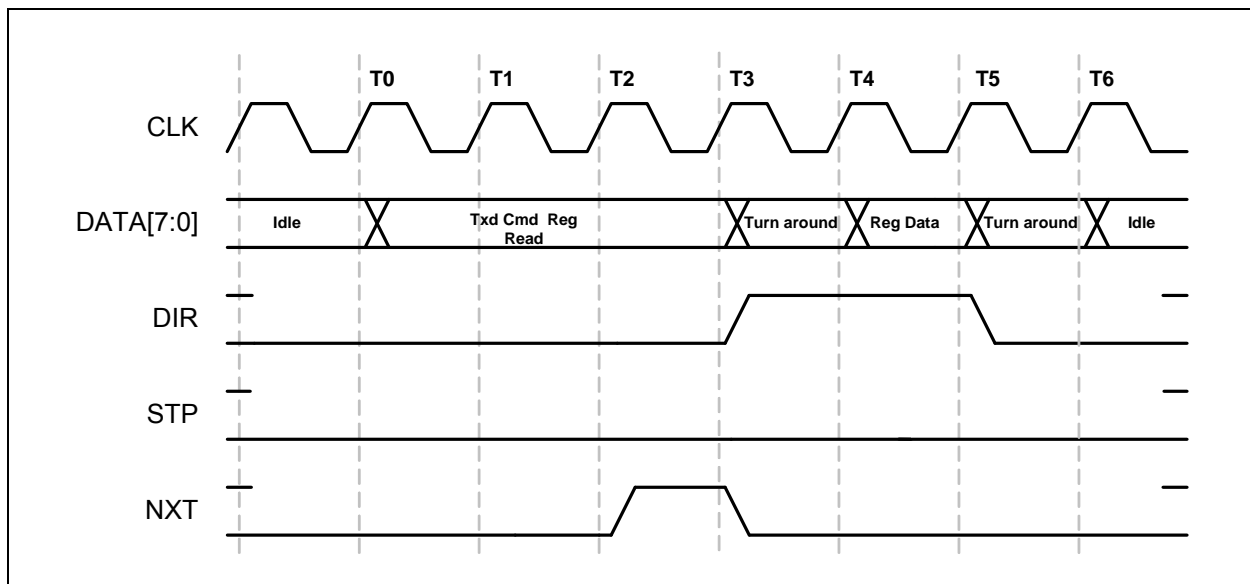 T0 T1 T2 T3 T4 T5 T6
CLK
DATA[7:0]
Idle
Txd Cmd Reg
Read
Turn around
Reg Data
Turn around
Idle
DIR
STP
NXT